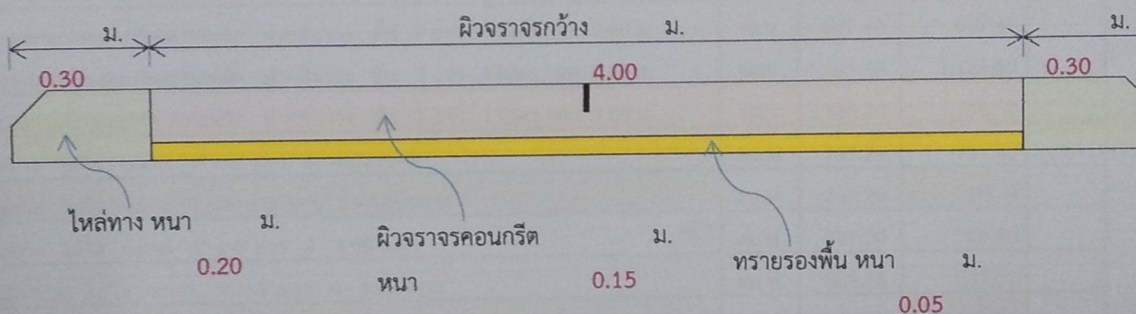 ม. ผิวจราจรกว้าง ม. ม.
0.30 4.00 0.30
ไหล่ทาง หนา ม.
0.20
ผิวจราจรคอนกรีต ม.
หนา 0.15
ทรายรองพื้น หนา ม.
0.05